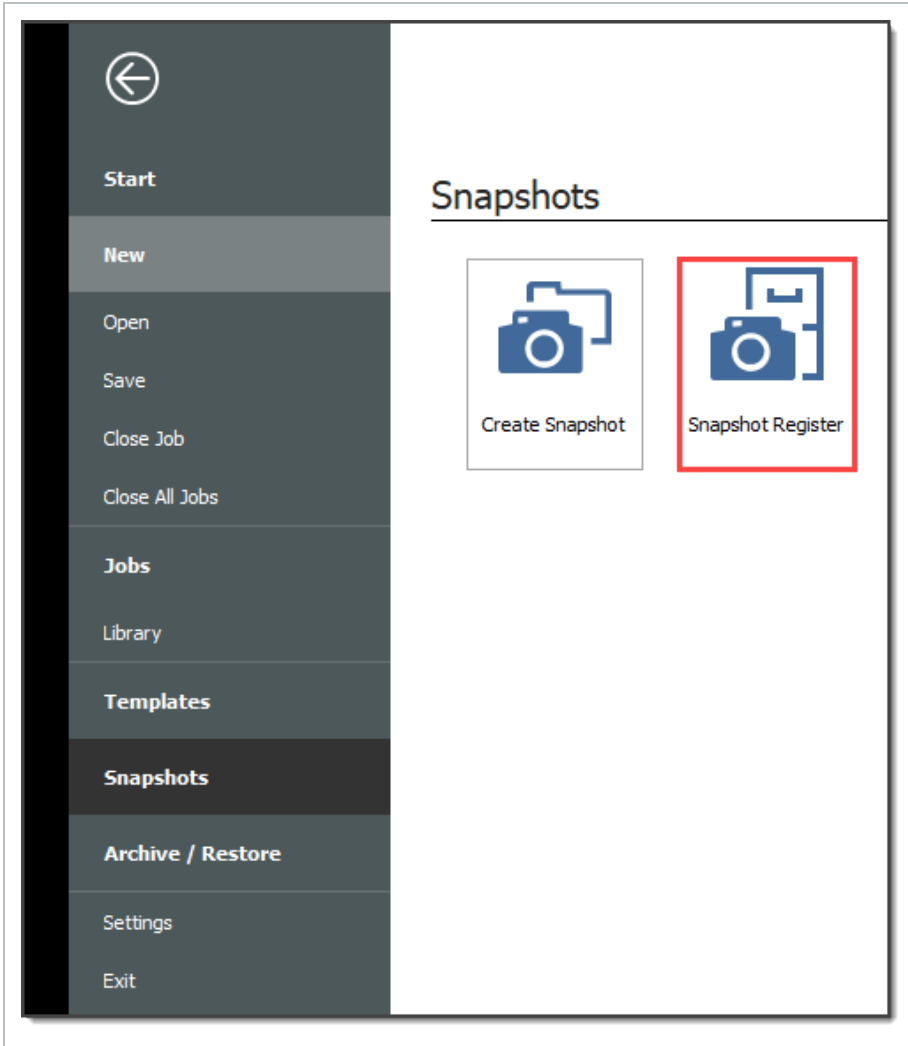 Start
New
Open
Save
Close Job
Close All Jobs
Jobs
Library
Templates
Snapshots
Archive / Restore
Settings
Exit
Snapshots
Create Snapshot
Snapshot Register